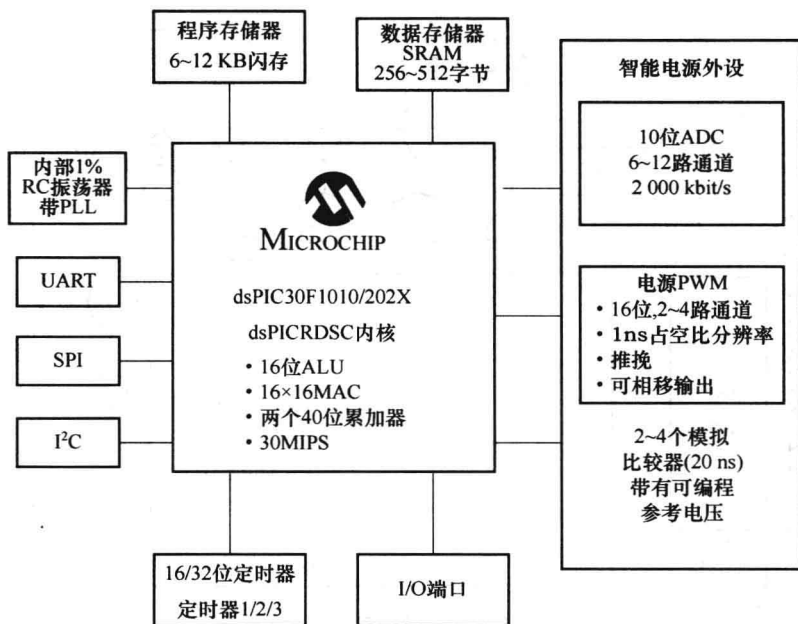 程序存储器
6~12 KB闪存
数据存储器
SRAM
256~512字节
智能电源外设
10位ADC
6~12路通道
2 000 kbit/s
内部1%
RC振荡器
带PLL
UART
SPI
I²C
MICROCHIP
dsPIC30F1010/202X
dsPICRDSC内核
·16位ALU
·16×16MAC
·两个40位累加器
·30MIPS
电源PWM
·16位,2~4路通道
·1ns占空比分辨率
·推挽
·可相移输出
2~4个模拟
比较器(20 ns)
带有可编程
参考电压
16/32位定时器
定时器1/2/3
I/O端口